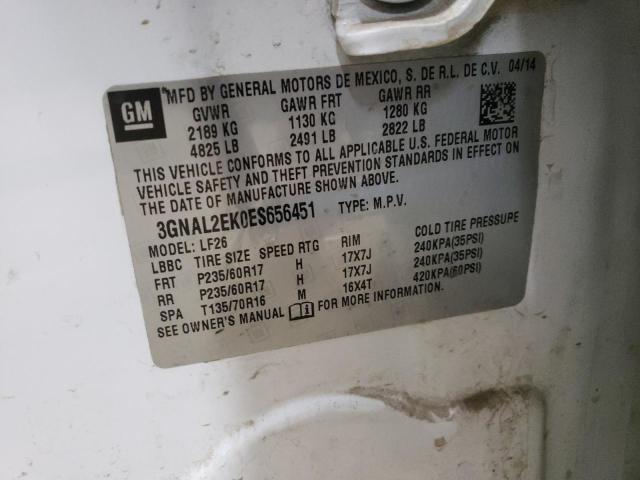 GM
MFD BY GENERAL MOTORS DE MEXICO, S. DE R.L. DE C.V. 04/14
GVWR GAWR FRT GAWR RR
2189 KG 1130 KG 1280 KG
4825 LB 2491 LB 2822 LB
THIS VEHICLE CONFORMS TO ALL APPLICABLE U.S. FEDERAL MOTOR
VEHICLE SAFETY AND THEFT PREVENTION STANDARDS IN EFFECT ON
THE DATE OF MANUFACTURE SHOWN ABOVE.
3GNAL2EK0ES656451 TYPE: M.P.V.
MODEL: LF26
LBBC TIRE SIZE SPEED RTG RIM COLD TIRE PRESSURE
FRT P235/60R17 H 17X7J 240KPA(35PSI)
RR P235/60R17 H 17X7J 240KPA(35PSI)
SPA T135/70R16 M 16X4T 420KPA(60PSI)
SEE OWNER'S MANUAL FOR MORE INFORMATION.